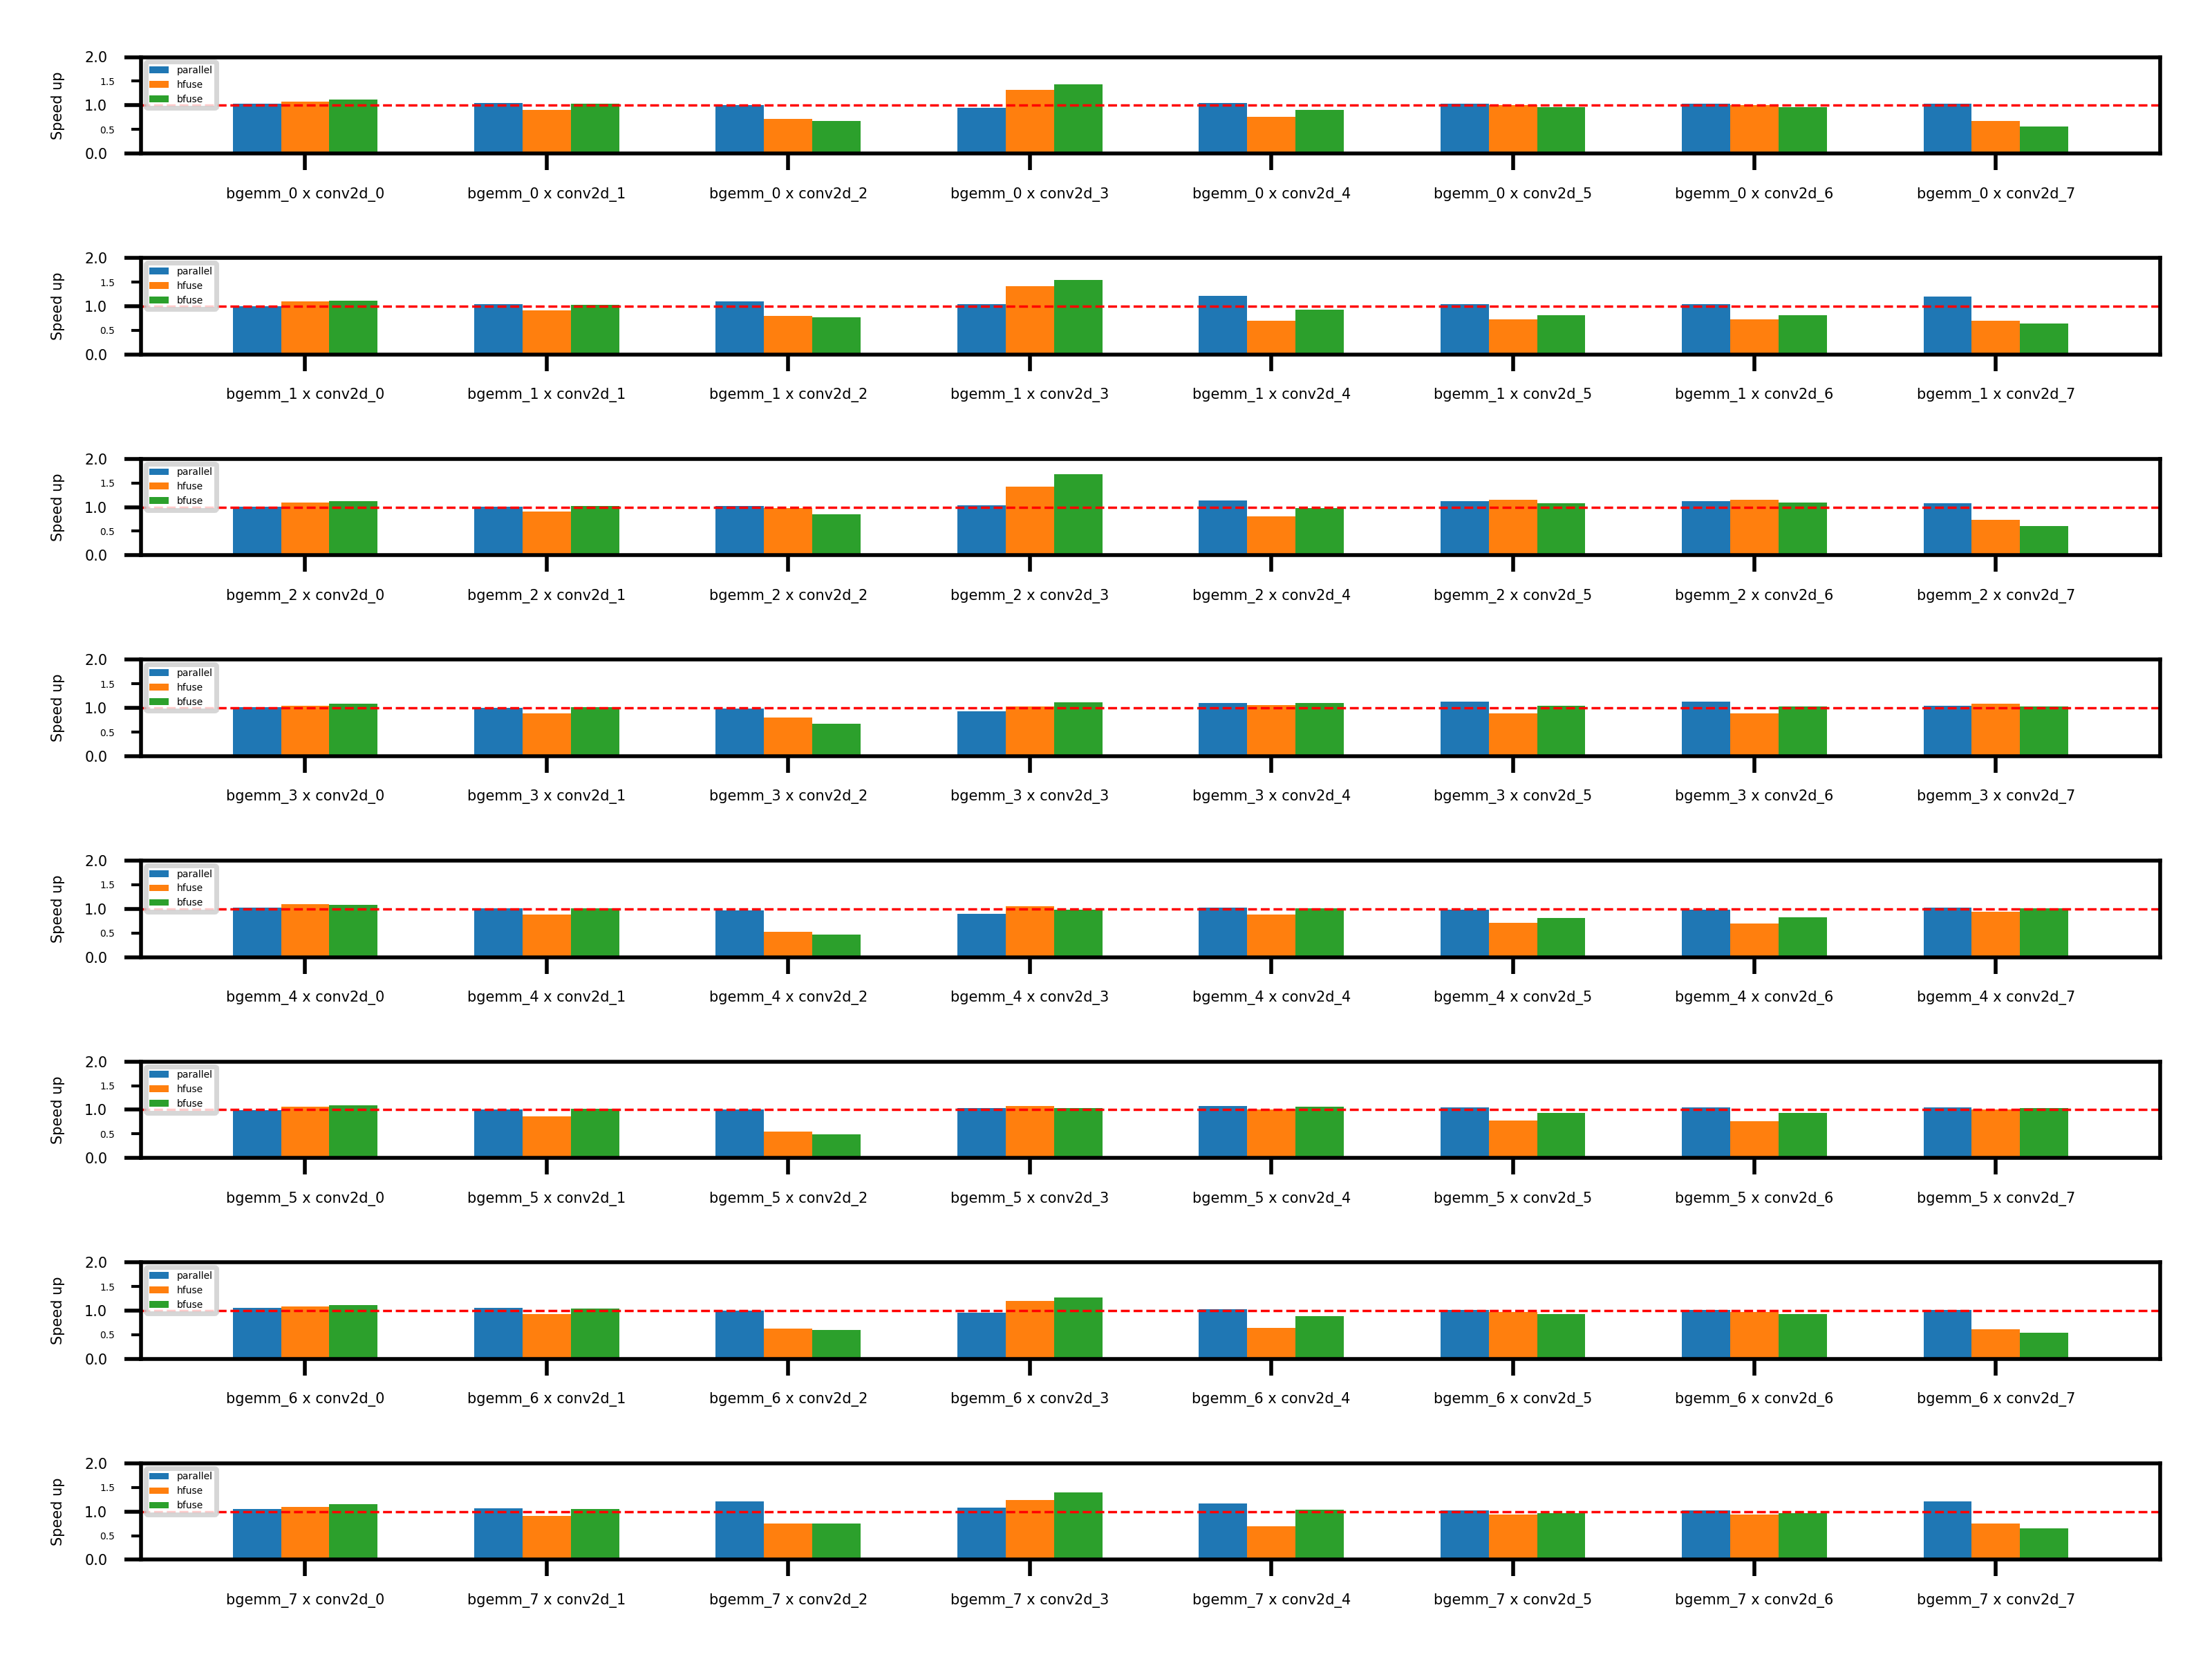 Speed up
2.0
1.5
1.0
0.5
0.0
parallel
hfuse
bfuse
bgemm_0 x conv2d_0 bgemm_0 x conv2d_1 bgemm_0 x conv2d_2 bgemm_0 x conv2d_3 bgemm_0 x conv2d_4 bgemm_0 x conv2d_5 bgemm_0 x conv2d_6 bgemm_0 x conv2d_7
Speed up
2.0
1.5
1.0
0.5
0.0
parallel
hfuse
bfuse
bgemm_1 x conv2d_0 bgemm_1 x conv2d_1 bgemm_1 x conv2d_2 bgemm_1 x conv2d_3 bgemm_1 x conv2d_4 bgemm_1 x conv2d_5 bgemm_1 x conv2d_6 bgemm_1 x conv2d_7
Speed up
2.0
1.5
1.0
0.5
0.0
parallel
hfuse
bfuse
bgemm_2 x conv2d_0 bgemm_2 x conv2d_1 bgemm_2 x conv2d_2 bgemm_2 x conv2d_3 bgemm_2 x conv2d_4 bgemm_2 x conv2d_5 bgemm_2 x conv2d_6 bgemm_2 x conv2d_7
Speed up
2.0
1.5
1.0
0.5
0.0
parallel
hfuse
bfuse
bgemm_3 x conv2d_0 bgemm_3 x conv2d_1 bgemm_3 x conv2d_2 bgemm_3 x conv2d_3 bgemm_3 x conv2d_4 bgemm_3 x conv2d_5 bgemm_3 x conv2d_6 bgemm_3 x conv2d_7
Speed up
2.0
1.5
1.0
0.5
0.0
parallel
hfuse
bfuse
bgemm_4 x conv2d_0 bgemm_4 x conv2d_1 bgemm_4 x conv2d_2 bgemm_4 x conv2d_3 bgemm_4 x conv2d_4 bgemm_4 x conv2d_5 bgemm_4 x conv2d_6 bgemm_4 x conv2d_7
Speed up
2.0
1.5
1.0
0.5
0.0
parallel
hfuse
bfuse
bgemm_5 x conv2d_0 bgemm_5 x conv2d_1 bgemm_5 x conv2d_2 bgemm_5 x conv2d_3 bgemm_5 x conv2d_4 bgemm_5 x conv2d_5 bgemm_5 x conv2d_6 bgemm_5 x conv2d_7
Speed up
2.0
1.5
1.0
0.5
0.0
parallel
hfuse
bfuse
bgemm_6 x conv2d_0 bgemm_6 x conv2d_1 bgemm_6 x conv2d_2 bgemm_6 x conv2d_3 bgemm_6 x conv2d_4 bgemm_6 x conv2d_5 bgemm_6 x conv2d_6 bgemm_6 x conv2d_7
Speed up
2.0
1.5
1.0
0.5
0.0
parallel
hfuse
bfuse
bgemm_7 x conv2d_0 bgemm_7 x conv2d_1 bgemm_7 x conv2d_2 bgemm_7 x conv2d_3 bgemm_7 x conv2d_4 bgemm_7 x conv2d_5 bgemm_7 x conv2d_6 bgemm_7 x conv2d_7